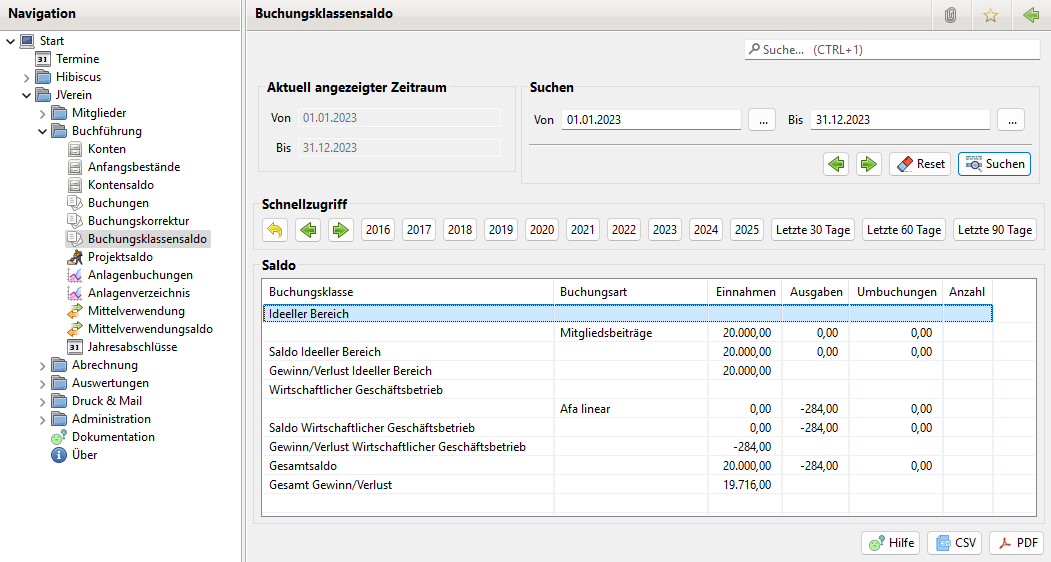 Navigation
Start
31 Termine
Hibiscus
JVerein
Mitglieder
Buchführung
Konten
Anfangsbestände
Kontensaldo
Buchungen
Buchungskorrektur
Buchungsklassensaldo
Projektsaldo
Anlagenbuchungen
Anlagenverzeichnis
Mittelverwendung
Mittelverwendungsaldo
31 Jahresabschlüsse
Abrechnung
Auswertungen
Druck & Mail
Administration
Dokumentation
Über
Buchungsklassensaldo
Suche... (CTRL+1)
Aktuell angezeigter Zeitraum
Von 01.01.2023
Bis 31.12.2023
Suchen
Von 01.01.2023 ... Bis 31.12.2023 ...
Reset Suchen
Schnellzugriff
2016 2017 2018 2019 2020 2021 2022 2023 2024 2025 Letzte 30 Tage Letzte 60 Tage Letzte 90 Tage
Saldo
Buchungsklasse Buchungsart Einnahmen Ausgaben Umbuchungen Anzahl
Ideeller Bereich
Mitgliedsbeiträge 20.000,00 0,00 0,00
Saldo Ideeller Bereich 20.000,00 0,00 0,00
Gewinn/Verlust Ideeller Bereich 20.000,00
Wirtschaftlicher Geschäftsbetrieb
Afa linear 0,00 -284,00 0,00
Saldo Wirtschaftlicher Geschäftsbetrieb 0,00 -284,00 0,00
Gewinn/Verlust Wirtschaftlicher Geschäftsbetrieb -284,00
Gesamtsaldo 20.000,00 -284,00 0,00
Gesamt Gewinn/Verlust 19.716,00
Hilfe CSV PDF